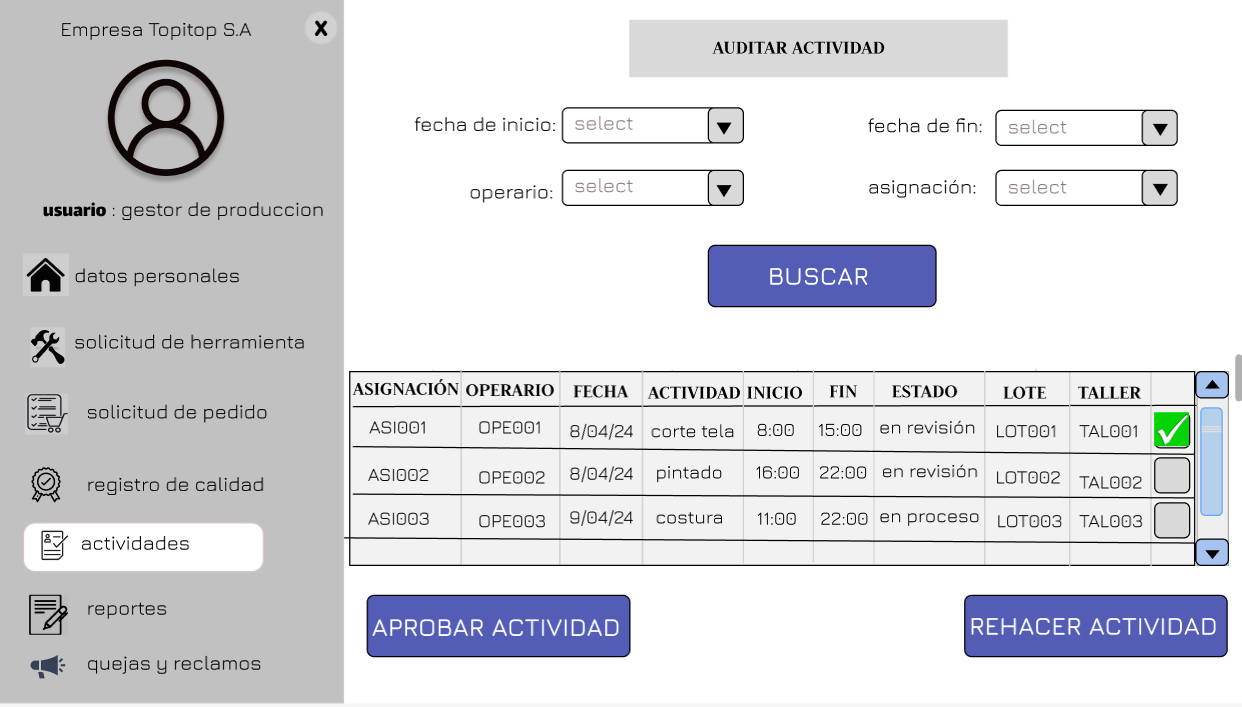 Empresa Topitop S.A
X
usuario : gestor de produccion
datos personales
solicitud de herramienta
solicitud de pedido
registro de calidad
actividades
reportes
quejas y reclamos
AUDITAR ACTIVIDAD
fecha de inicio: select
fecha de fin: select
operario: select
asignación: select
BUSCAR
ASIGNACIÓN OPERARIO FECHA ACTIVIDAD INICIO FIN ESTADO LOTE TALLER
ASI001 OPE001 8/04/24 corte tela 8:00 15:00 en revisión LOT001 TAL001
ASI002 OPE002 8/04/24 pintado 16:00 22:00 en revisión LOT002 TAL002
ASI003 OPE003 9/04/24 costura 11:00 22:00 en proceso LOT003 TAL003
APROBAR ACTIVIDAD
REHACER ACTIVIDAD